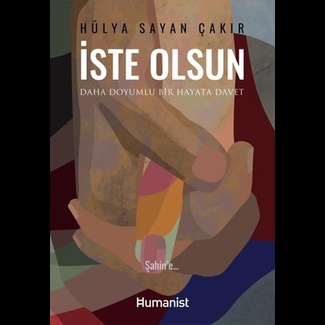 HÜLYA SAYAN ÇAKIR
İSTE OLSUN
DAHA DOYUMLU BİR HAYATA DAVET
Şahin'e...
Humanist